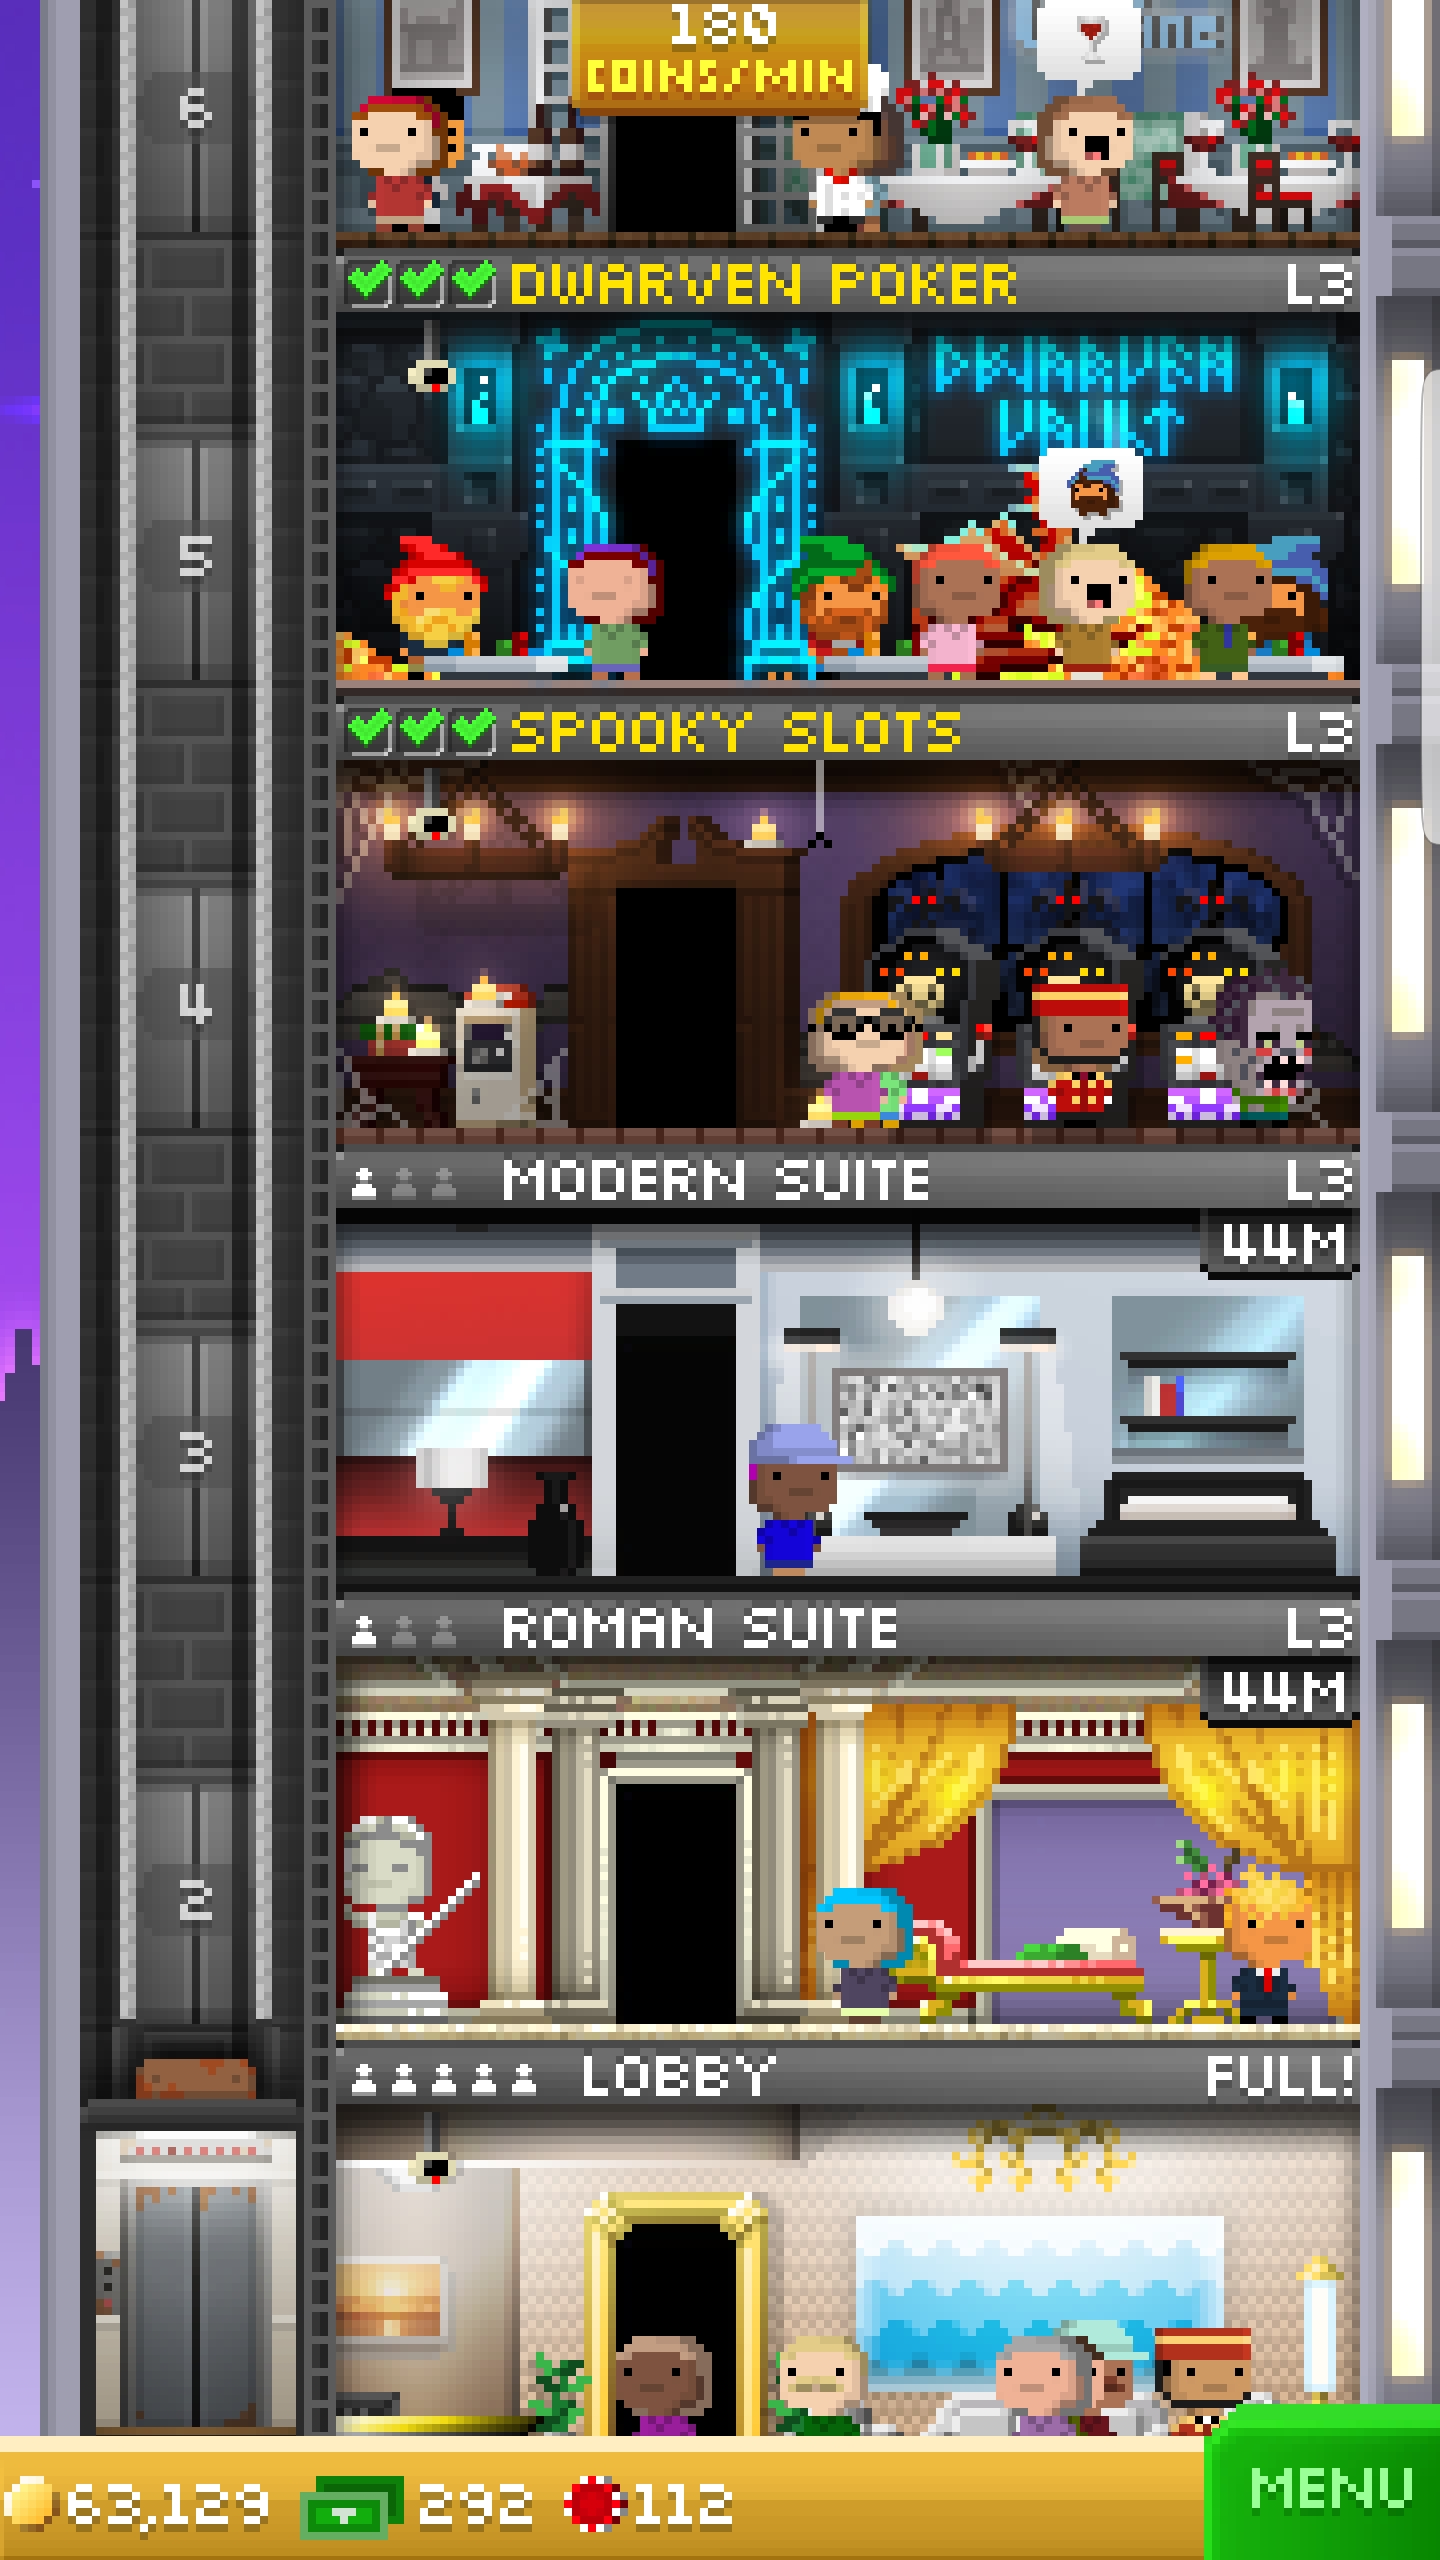 180
COINS/MIN
6
DWARVEN POKER L3
DWARVEN
VAULT
5
SPOOKY SLOTS L3
4
MODERN SUITE L3
44M
3
ROMAN SUITE L3
44M
2
LOBBY FULL!
63,129 292 112
MENU